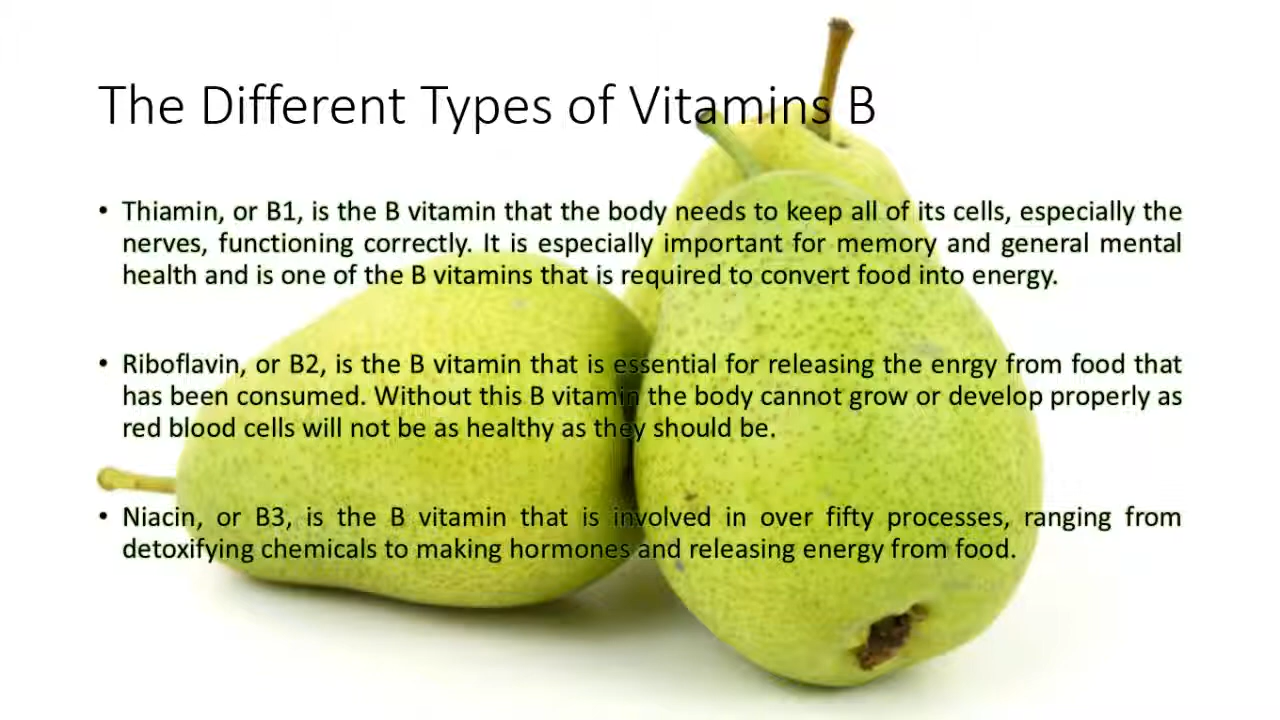 The Different Types of Vitamins B
• Thiamin, or B1, is the B vitamin that the body needs to keep all of its cells, especially the
nerves, functioning correctly. It is especially important for memory and general mental
health and is one of the B vitamins that is required to convert food into energy.
• Riboflavin, or B2, is the B vitamin that is essential for releasing the enrgy from food that
has been consumed. Without this B vitamin the body cannot grow or develop properly as
red blood cells will not be as healthy as they should be.
• Niacin, or B3, is the B vitamin that is involved in over fifty processes, ranging from
detoxifying chemicals to making hormones and releasing energy from food.